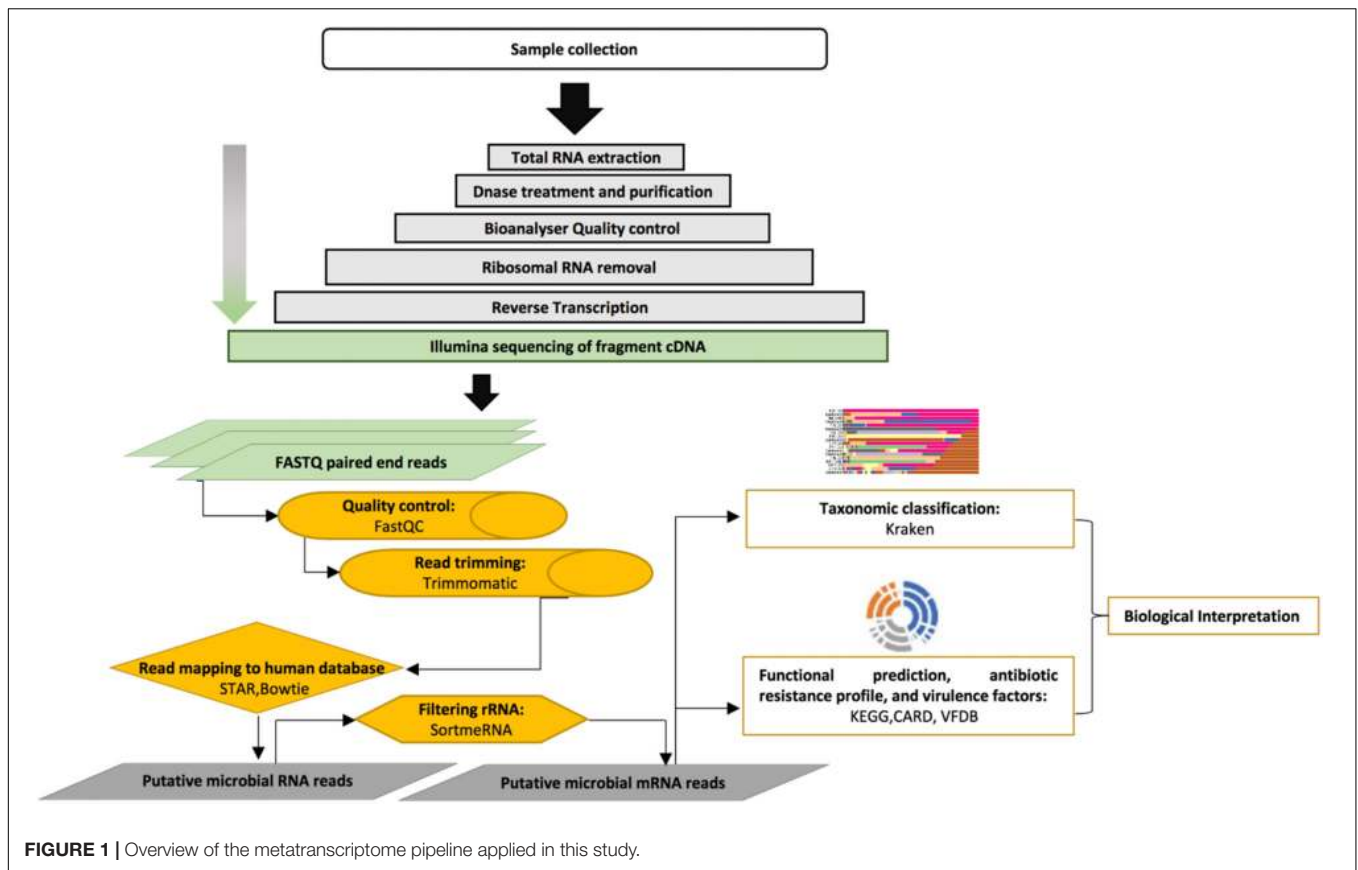 Sample collection
Total RNA extraction
Dnase treatment and purification
Bioanalyser Quality control
Ribosomal RNA removal
Reverse Transcription
Illumina sequencing of fragment cDNA
FASTQ paired end reads
Quality control:
FastQC
Read trimming:
Trimmomatic
Read mapping to human database
STAR,Bowtie
Filtering rRNA:
SortmeRNA
Putative microbial RNA reads
Putative microbial mRNA reads
Taxonomic classification:
Kraken
Functional prediction, antibiotic
resistance profile, and virulence factors:
KEGG,CARD, VFDB
Biological Interpretation
FIGURE 1 | Overview of the metatranscriptome pipeline applied in this study.